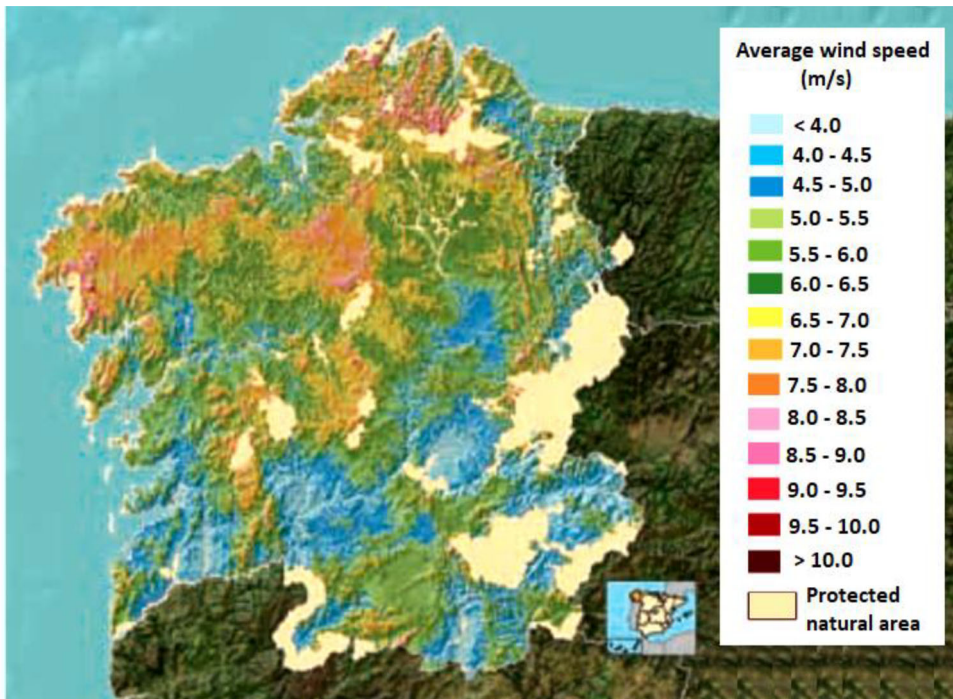 Average wind speed
(m/s)
< 4.0
4.0 - 4.5
4.5 - 5.0
5.0 - 5.5
5.5 - 6.0
6.0 - 6.5
6.5 - 7.0
7.0 - 7.5
7.5 - 8.0
8.0 - 8.5
8.5 - 9.0
9.0 - 9.5
9.5 - 10.0
> 10.0
Protected
natural area